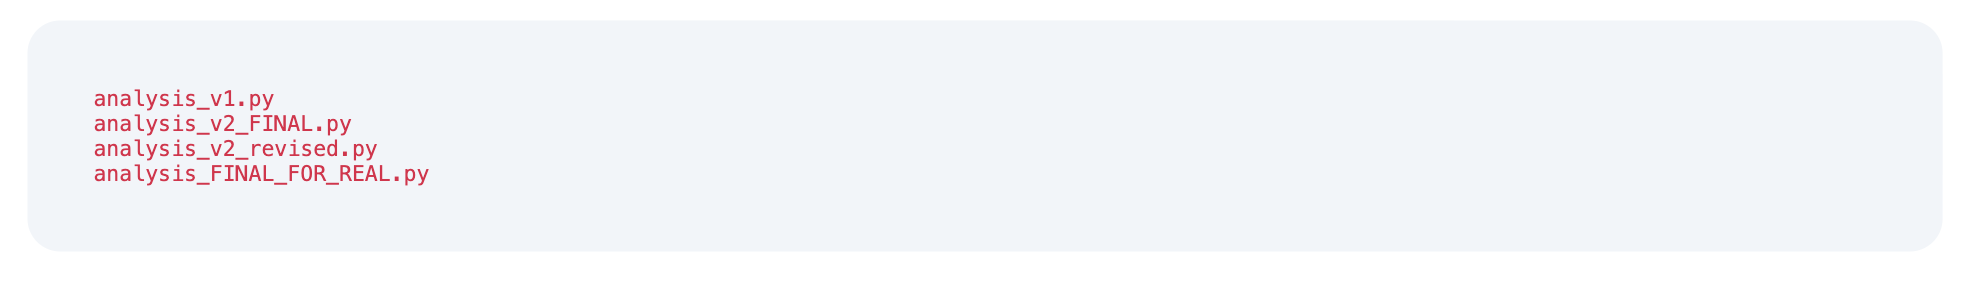 analysis_v1.py
analysis_v2_FINAL.py
analysis_v2_revised.py
analysis_FINAL_FOR_REAL.py